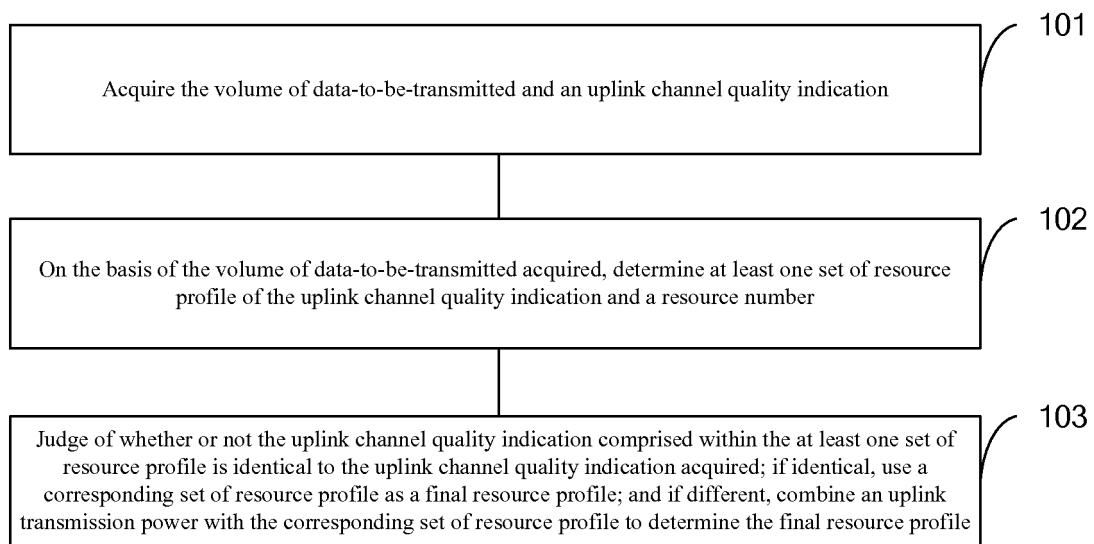 101
Acquire the volume of data-to-be-transmitted and an uplink channel quality indication
102
On the basis of the volume of data-to-be-transmitted acquired, determine at least one set of resource
profile of the uplink channel quality indication and a resource number
103
Judge of whether or not the uplink channel quality indication comprised within the at least one set of
resource profile is identical to the uplink channel quality indication acquired; if identical, use a
corresponding set of resource profile as a final resource profile; and if different, combine an uplink
transmission power with the corresponding set of resource profile to determine the final resource profile